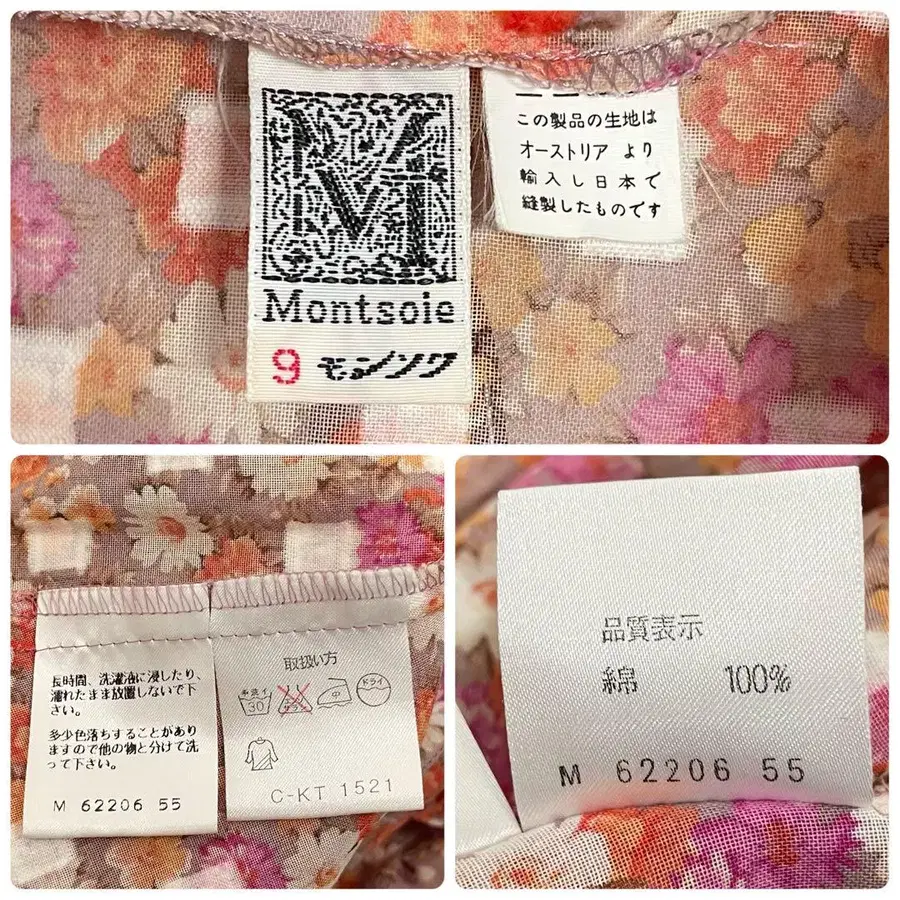 M
Montsoie
9 モンソワ
この製品の生地は
オーストリア より
輸入し日本で
縫製したものです
長時間、洗濯液に浸したり、
濡れたまま放置しないで下
さい。
多少色落ちすることがあり
ますので他の物と分けて洗
って下さい。
M 62206 55
取扱い方
手洗イ
30
中
ドライ
C-KT 1521
品質表示
綿 100%
M 62206 55